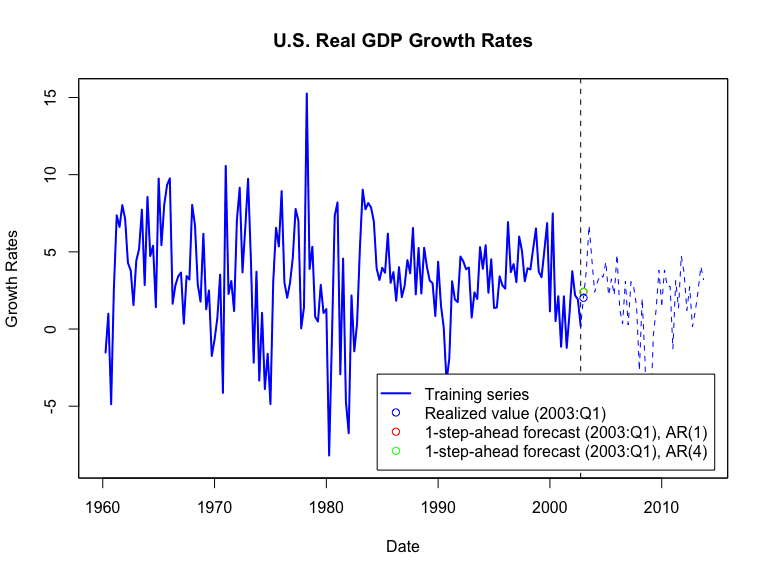 U.S. Real GDP Growth Rates
Growth Rates
15
10
5
0
-5
Training series
Realized value (2003:Q1)
1-step-ahead forecast (2003:Q1), AR(1)
1-step-ahead forecast (2003:Q1), AR(4)
1960 1970 1980 1990 2000 2010
Date